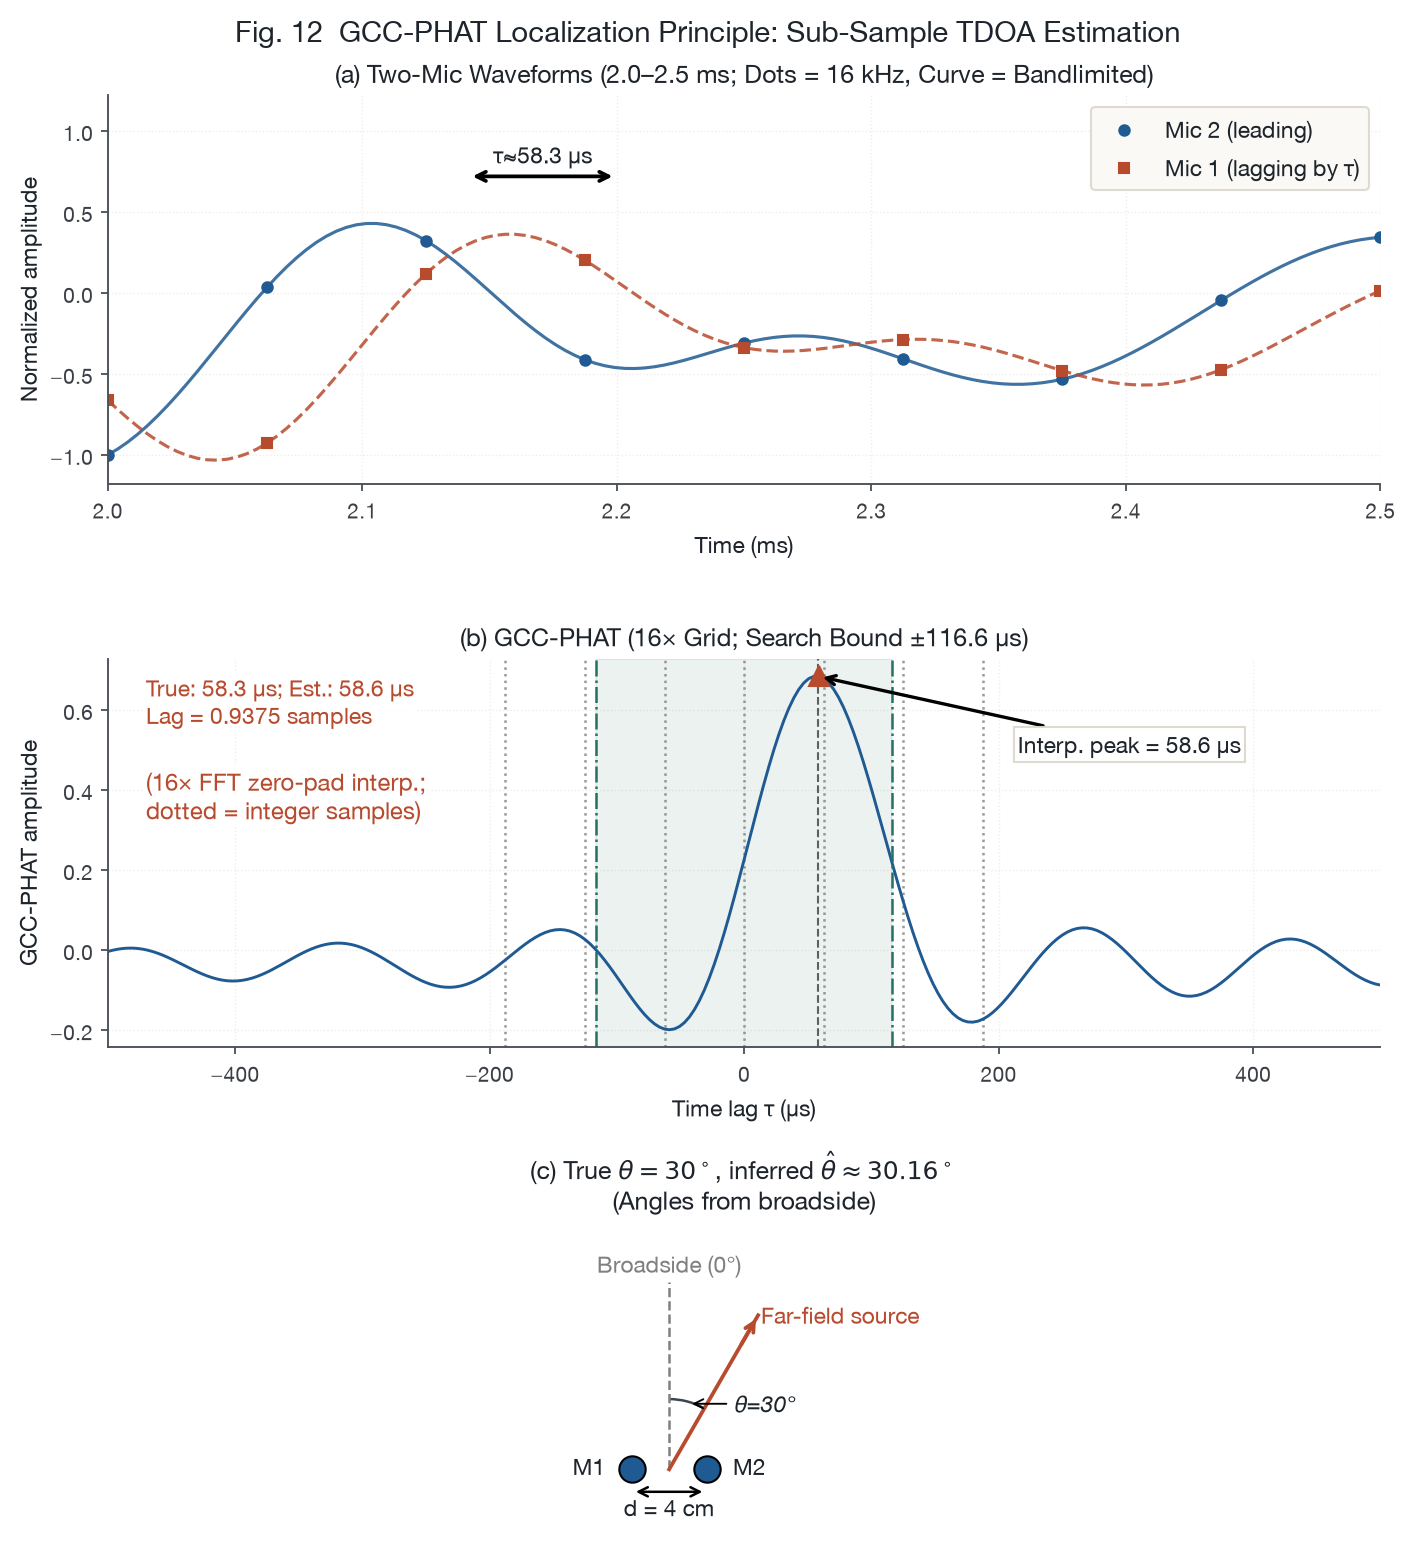 Fig. 12  GCC-PHAT Localization Principle: Sub-Sample TDOA Estimation
(a) Two-Mic Waveforms (2.0–2.5 ms; Dots = 16 kHz, Curve = Bandlimited)
Normalized amplitude
1.0
0.5
0.0
−0.5
−1.0
τ≈58.3 µs
Mic 2 (leading)
Mic 1 (lagging by τ)
2.0
2.1
2.2
2.3
2.4
2.5
Time (ms)
(b) GCC-PHAT (16× Grid; Search Bound ±116.6 µs)
GCC-PHAT amplitude
0.6
0.4
0.2
0.0
−0.2
True: 58.3 µs; Est.: 58.6 µs
Lag = 0.9375 samples
(16× FFT zero-pad interp.;
dotted = integer samples)
Interp. peak = 58.6 µs
−400
−200
0
200
400
Time lag τ (µs)
(c) True θ = 30°, inferred θ̂ ≈ 30.16°
(Angles from broadside)
Broadside (0°)
Far-field source
θ=30°
M1
M2
d = 4 cm